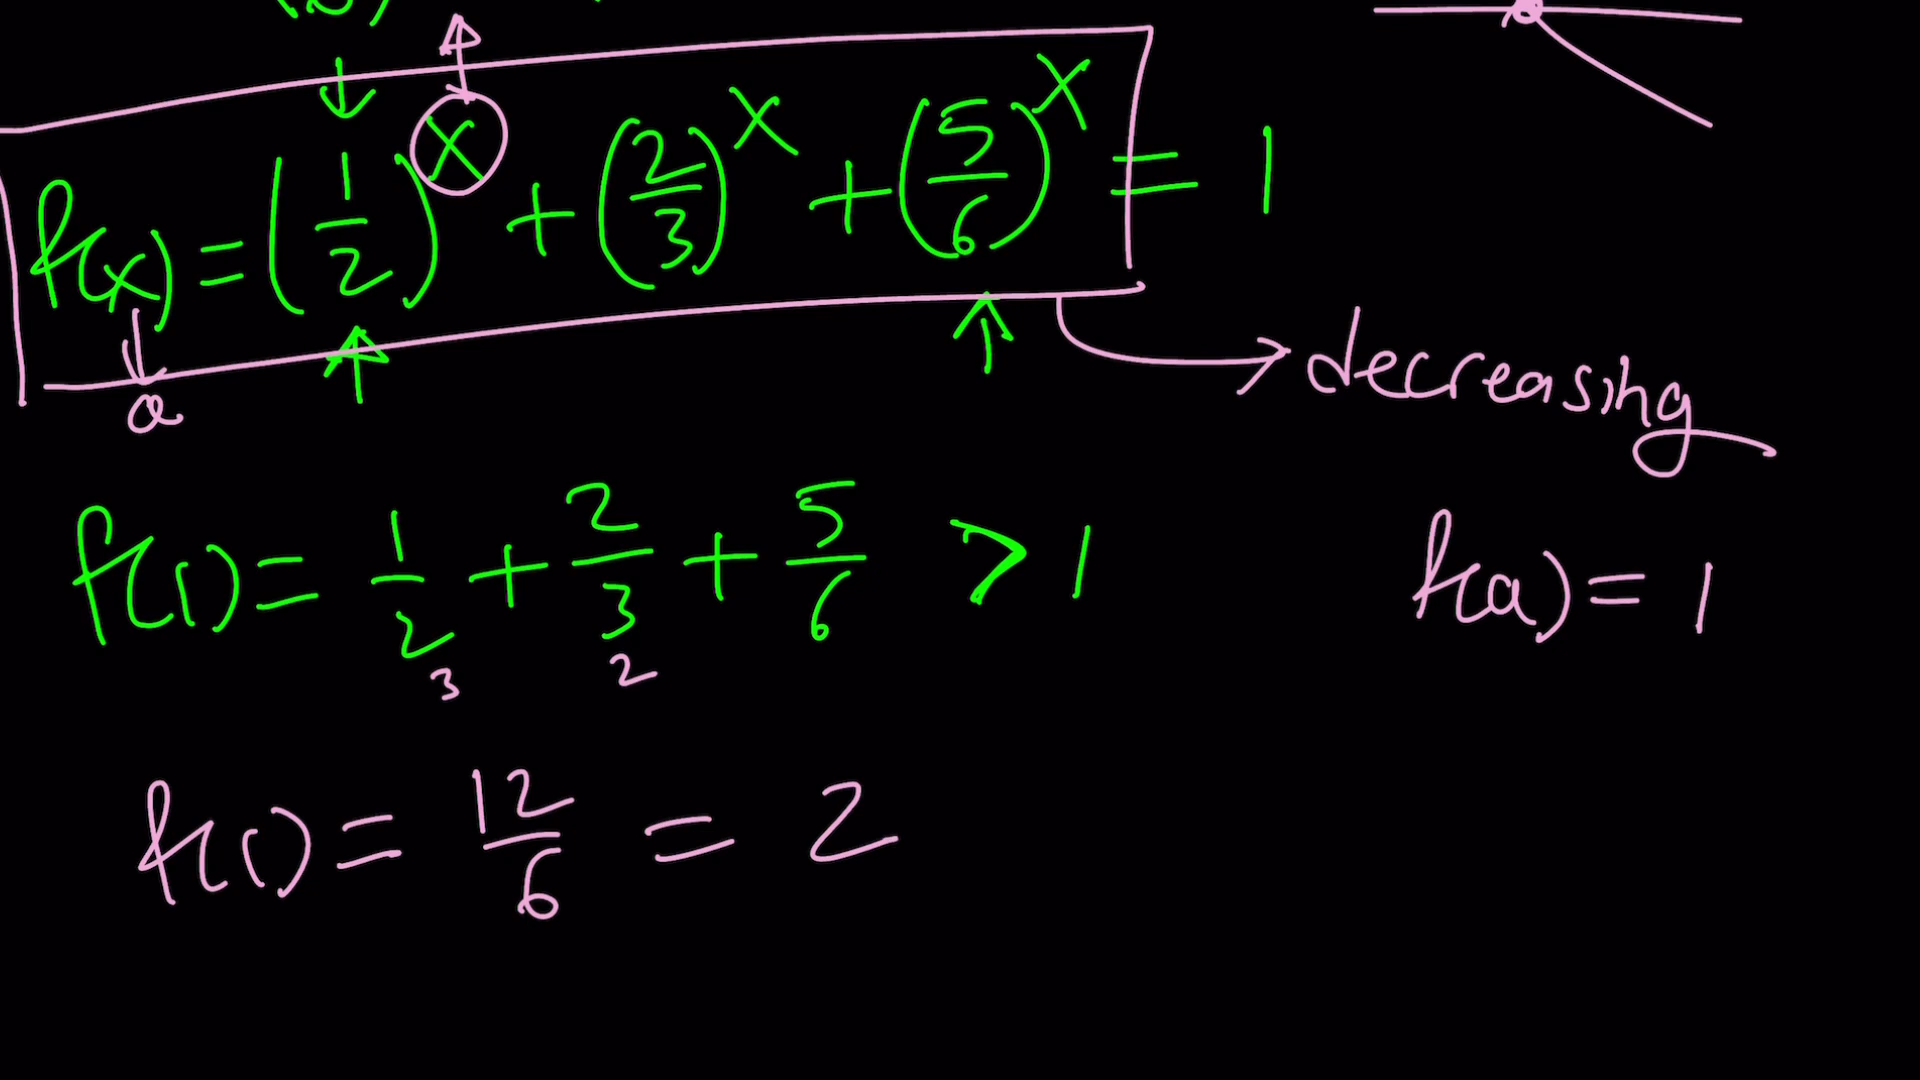 f(x) = (1/2)^x + (2/3)^x + (5/6)^x = 1
a
decreasing
f(1) = 1/2 + 2/3 + 5/6 > 1
3 2
f(a) = 1
f(1) = 12/6 = 2